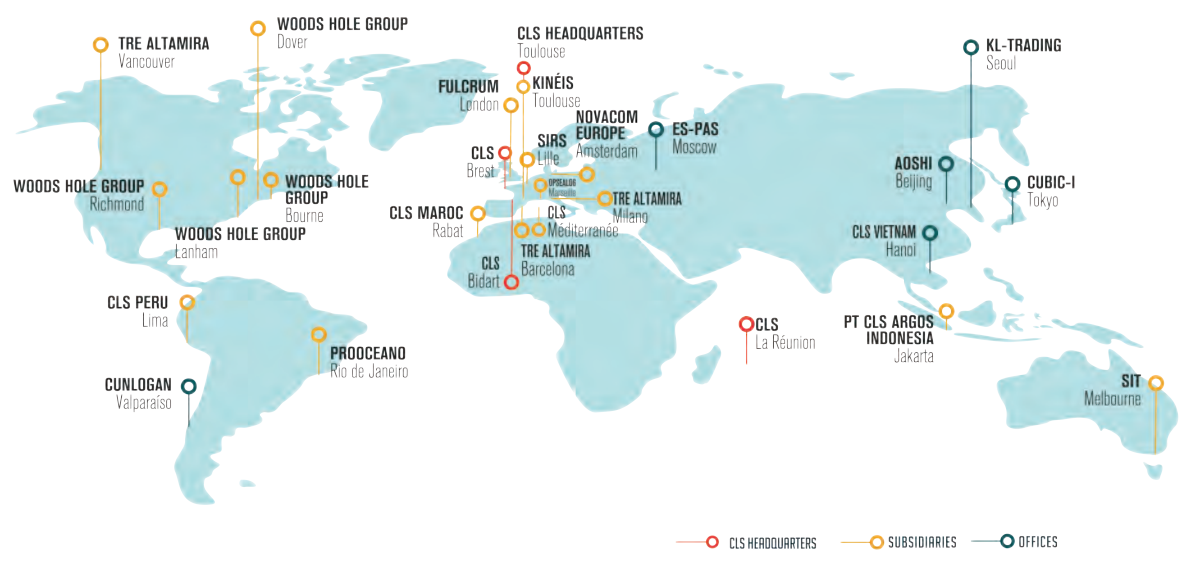 WOODS HOLE GROUP
Dover
TRE ALTAMIRA
Vancouver
CLS HEADQUARTERS
Toulouse
KL-TRADING
Seoul
FULCRUM
London
KINÉIS
Toulouse
NOVACOM
EUROPE
Amsterdam
ES-PAS
Moscow
SIRS
Lille
CLS
Brest
AOSHI
Beijing
CUBIC-I
Tokyo
WOODS HOLE GROUP
Richmond
WOODS HOLE
GROUP
Bourne
Marseille
TRE ALTAMIRA
Milano
CLS MAROC
Rabat
CLS
Méditerranée
WOODS HOLE GROUP
Lanham
CLS VIETNAM
Hanoi
TRE ALTAMIRA
Barcelona
CLS
Bidart
CLS PERU
Lima
PT CLS ARGOS
INDONESIA
Jakarta
CLS
La Réunion
PROOCEANO
Rio de Janeiro
CUNLOGAN
Valparaíso
SIT
Melbourne
CLS HEADQUARTERS
SUBSIDIARIES
OFFICES